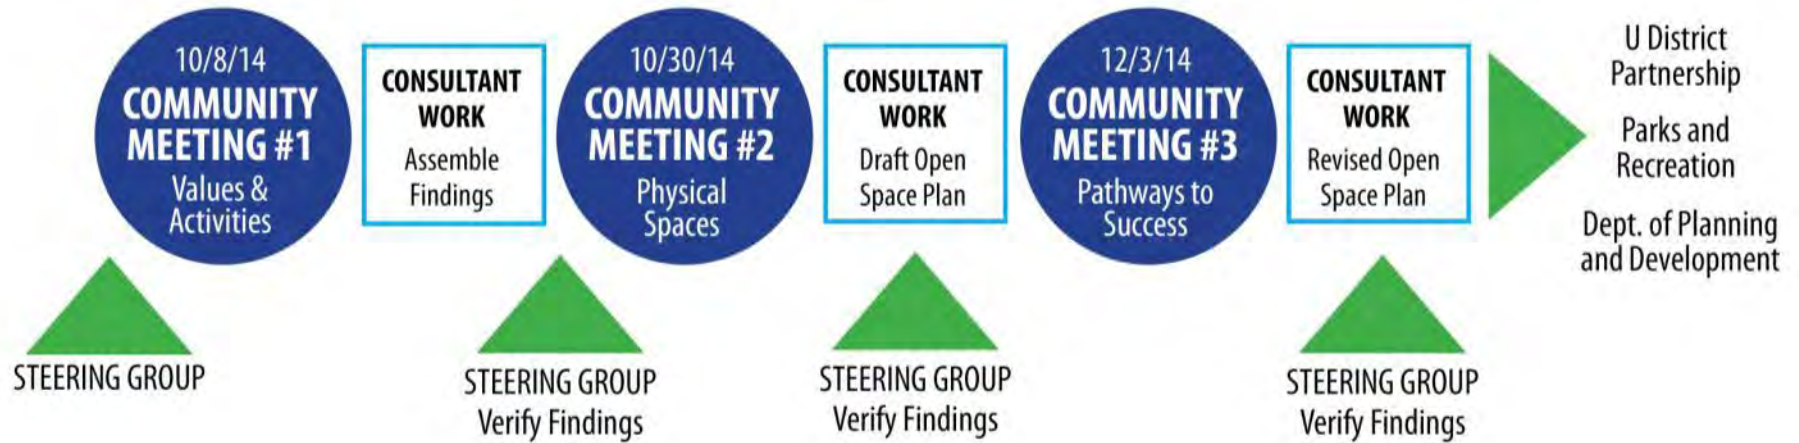 10/8/14
COMMUNITY
MEETING #1
Values &
Activities
CONSULTANT
WORK
Assemble
Findings
10/30/14
COMMUNITY
MEETING #2
Physical
Spaces
CONSULTANT
WORK
Draft Open
Space Plan
12/3/14
COMMUNITY
MEETING #3
Pathways to
Success
CONSULTANT
WORK
Revised Open
Space Plan
U District
Partnership
Parks and
Recreation
Dept. of Planning
and Development
STEERING GROUP
STEERING GROUP
Verify Findings
STEERING GROUP
Verify Findings
STEERING GROUP
Verify Findings